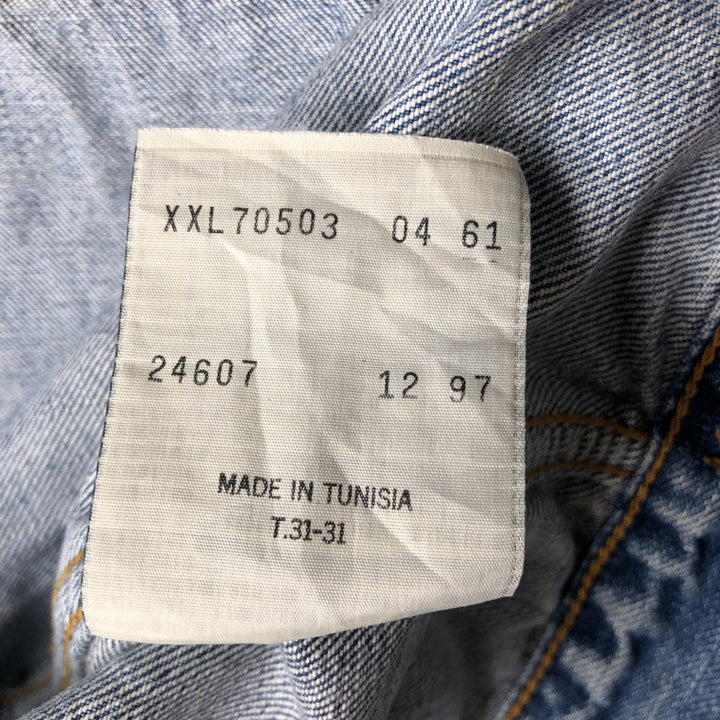 XXL70503 04 61
24607 12 97
MADE IN TUNISIA
T.31-31